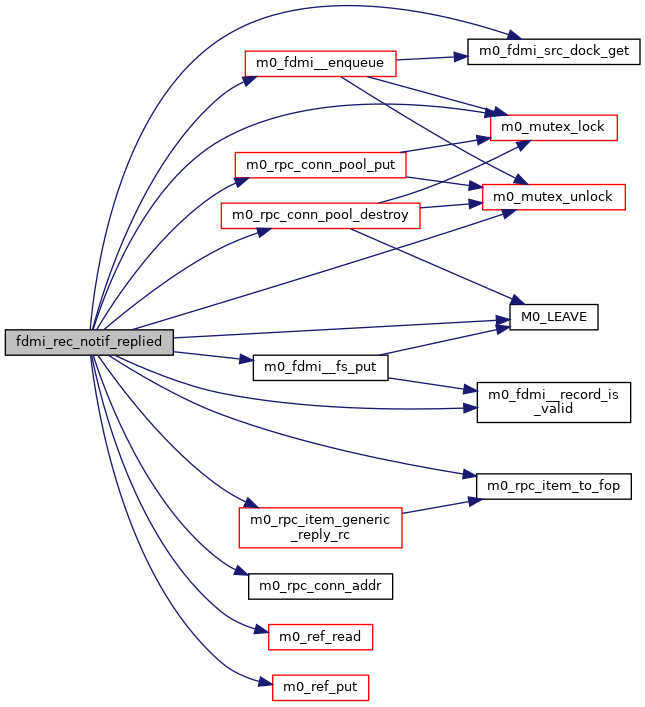 m0_fdmi_src_dock_get
m0_fdmi__enqueue
m0_mutex_lock
m0_rpc_conn_pool_put
m0_mutex_unlock
m0_rpc_conn_pool_destroy
M0_LEAVE
fdmi_rec_notif_replied
m0_fdmi__fs_put
m0_fdmi__record_is
_valid
m0_rpc_item_to_fop
m0_rpc_item_generic
_reply_rc
m0_rpc_conn_addr
m0_ref_read
m0_ref_put